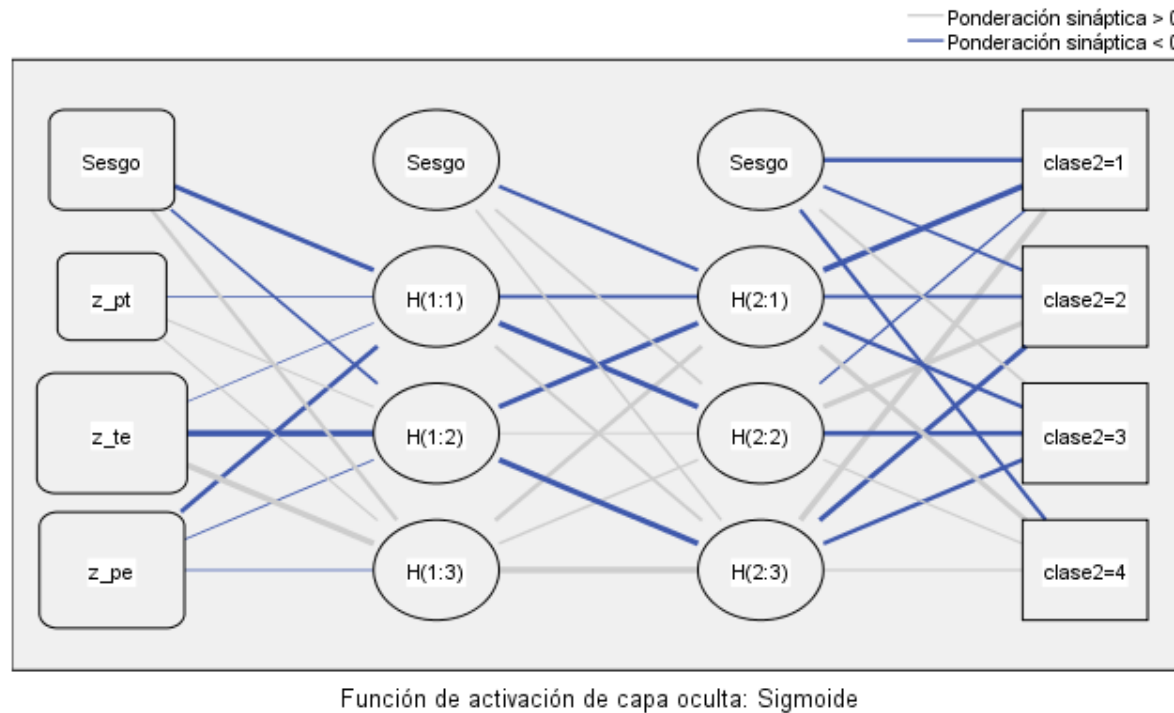 Ponderación sináptica > 0
Ponderación sináptica < 0
Sesgo
Sesgo
Sesgo
clase2=1
z_pt
H(1:1)
H(2:1)
clase2=2
z_te
H(1:2)
H(2:2)
clase2=3
z_pe
H(1:3)
H(2:3)
clase2=4
Función de activación de capa oculta: Sigmoide